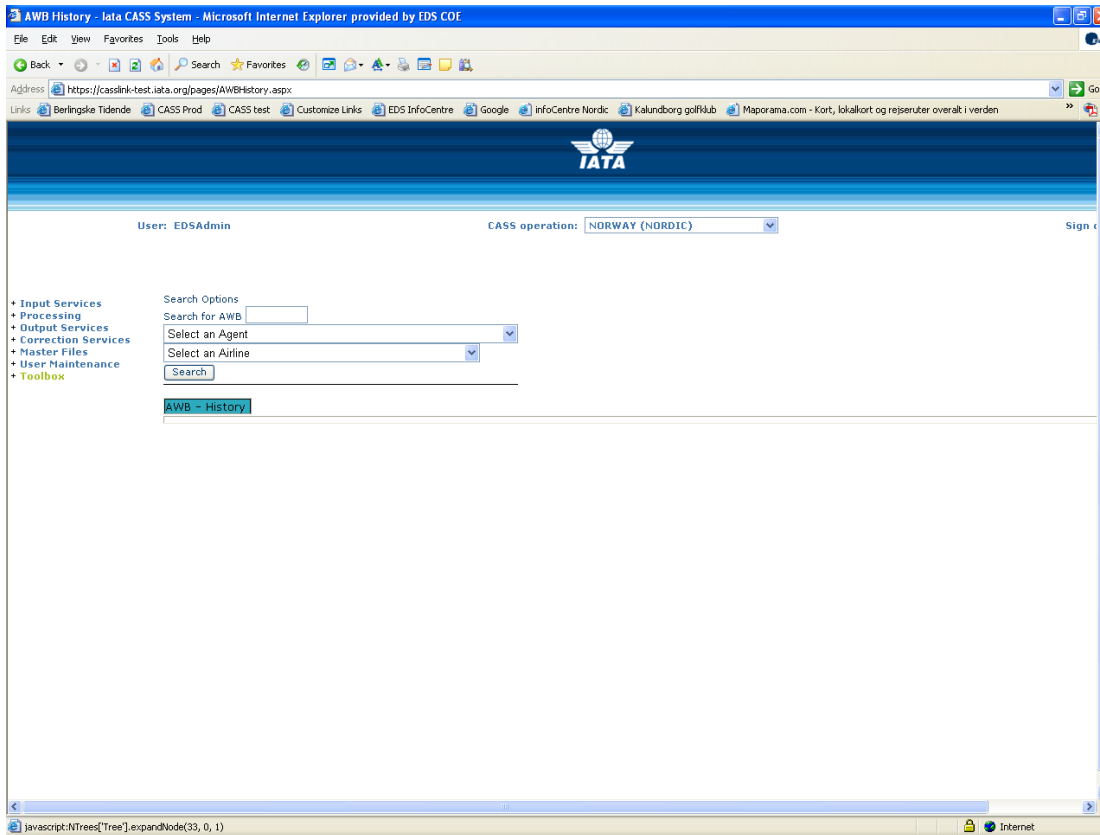 AWB History - Iata CASS System - Microsoft Internet Explorer provided by EDS COE
File Edit View Favorites Tools Help
Back Search Favorites
Address https://casslink-test.iata.org/pages/AWBHistory.aspx Go
Links Berlingske Tidende CASS Prod CASS test Customize Links EDS InfoCentre Google infoCentre Nordic Kalundborg golfklub Maporama.com - Kort, lokalkort og rejseruter overalt i verden »
IATA
User: EDSAdmin CASS operation: NORWAY (NORDIC) Sign
+ Input Services
+ Processing
+ Output Services
+ Correction Services
+ Master Files
+ User Maintenance
+ Toolbox
Search Options
Search for AWB
Select an Agent
Select an Airline
Search
AWB - History
javascript:NTrees['Tree'].expandNode(33, 0, 1) Internet